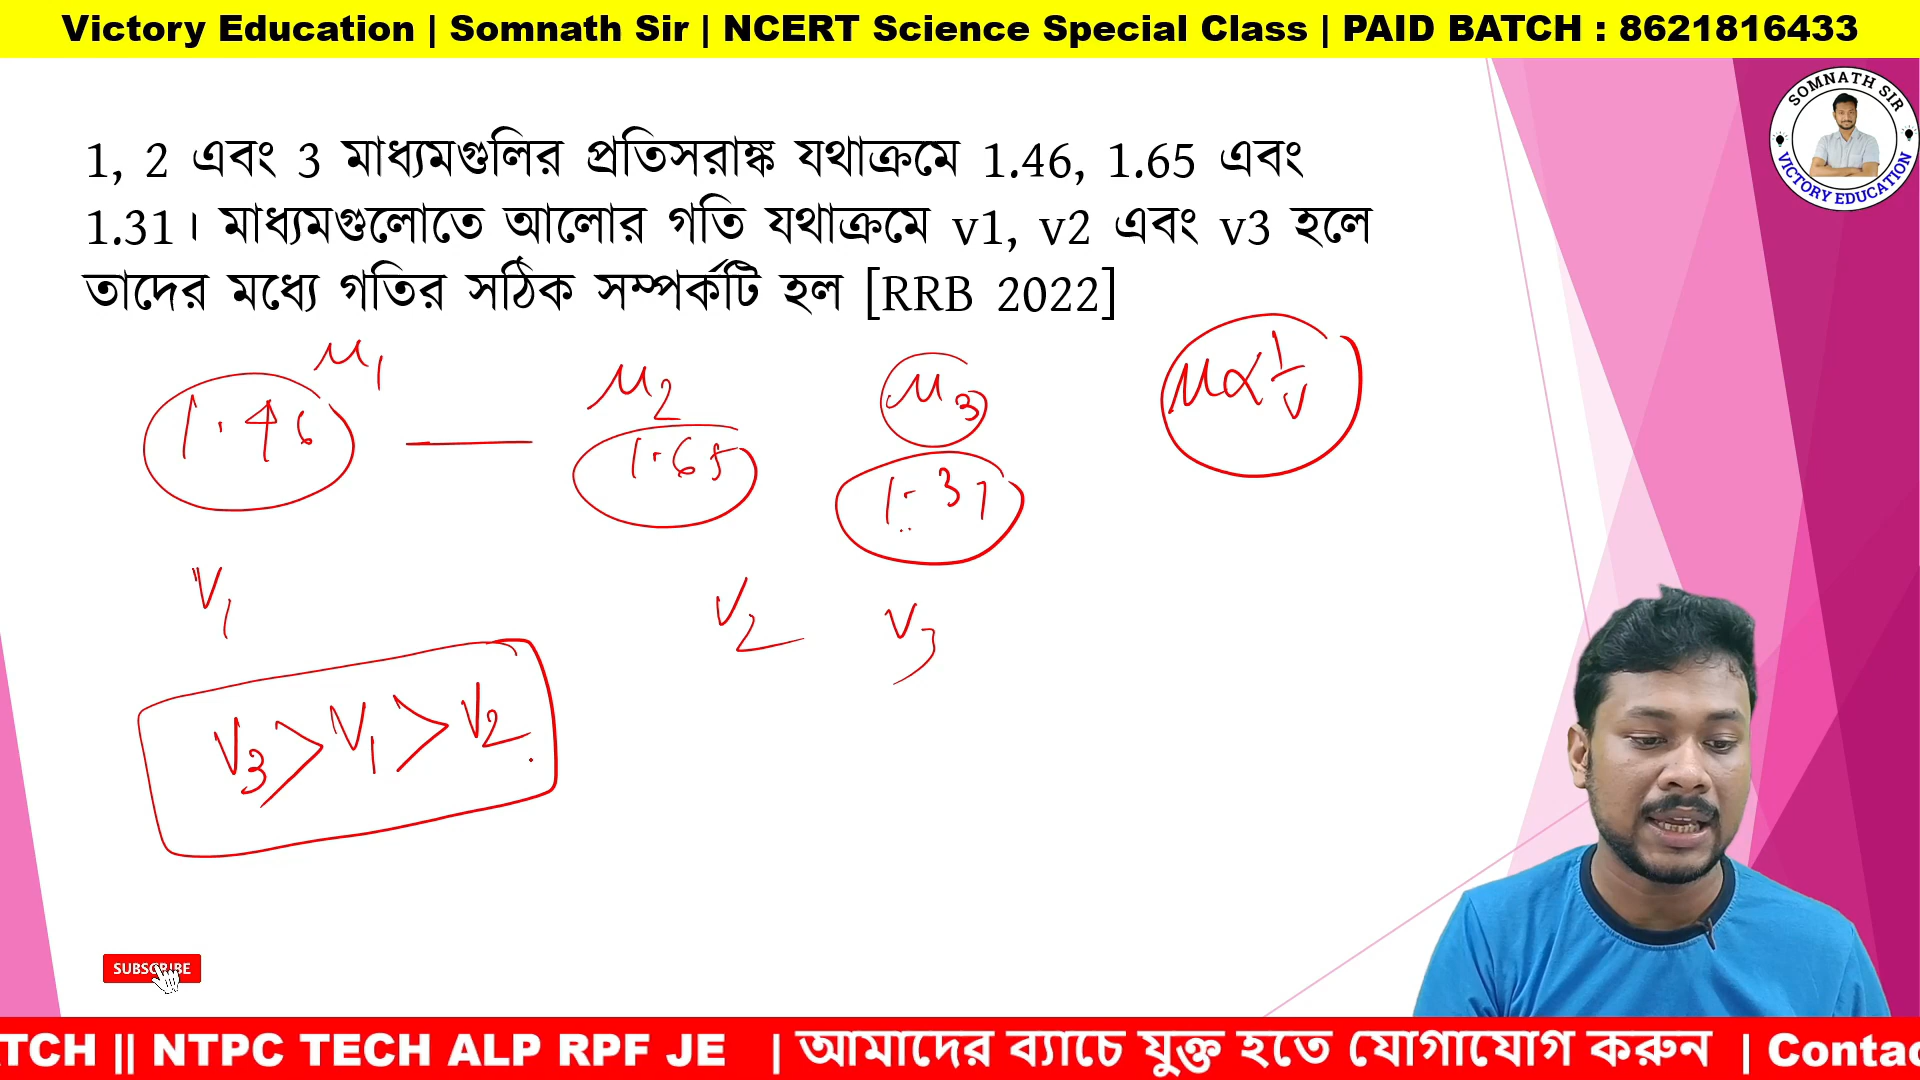 Victory Education | Somnath Sir | NCERT Science Special Class | PAID BATCH : 8621816433
SOMNATH SIR
VICTORY EDUCATION
1, 2 এবং 3 মাধ্যমগুলির প্রতিসরাঙ্ক যথাক্রমে 1.46, 1.65 এবং
1.31। মাধ্যমগুলোতে আলোর গতি যথাক্রমে v1, v2 এবং v3 হলে
তাদের মধ্যে গতির সঠিক সম্পর্কটি হল [RRB 2022]
μ1 μ2 μ3 μ∝1/v
1.46 — 1.65 1.31
V1 V2 V3
V3>V1>V2
SUBSCRIBE
TCH || NTPC TECH ALP RPF JE | আমাদের ব্যাচে যুক্ত হতে যোগাযোগ করুন | Contac